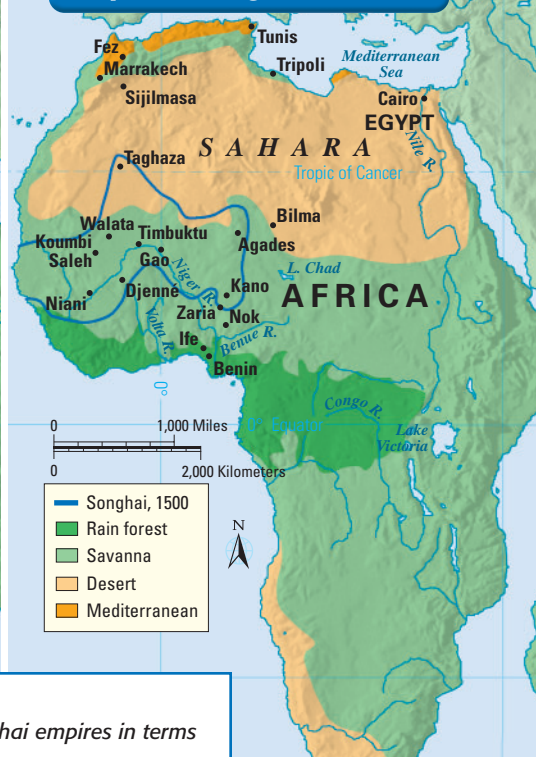 Fez
Tunis
Marrakech
Tripoli
Mediterranean
Sea
Sijilmasa
Cairo
EGYPT
Nile R.
SAHARA
Taghaza
Tropic of Cancer
Walata
Timbuktu
Bilma
Koumbi
Saleh
Gao
Agades
L. Chad
Niger R.
Niani
Djenné
Kano
AFRICA
Zaria
Nok
Volta R.
Ife
Benue R.
Benin
0°
Congo R.
0° Equator
Lake
Victoria
0 1,000 Miles
0 2,000 Kilometers
N
Songhai, 1500
Rain forest
Savanna
Desert
Mediterranean
hai empires in terms